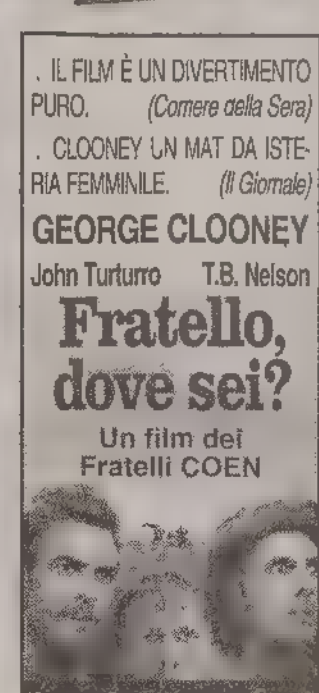 . IL FILM È UN DIVERTIMENTO
PURO. (Corriere della Sera)
. CLOONEY UN MAT DA ISTE-
RIA FEMMINILE. (Il Giornale)
GEORGE CLOONEY
John Turturro T.B. Nelson
Fratello,
dove sei?
Un film dei
Fratelli COEN